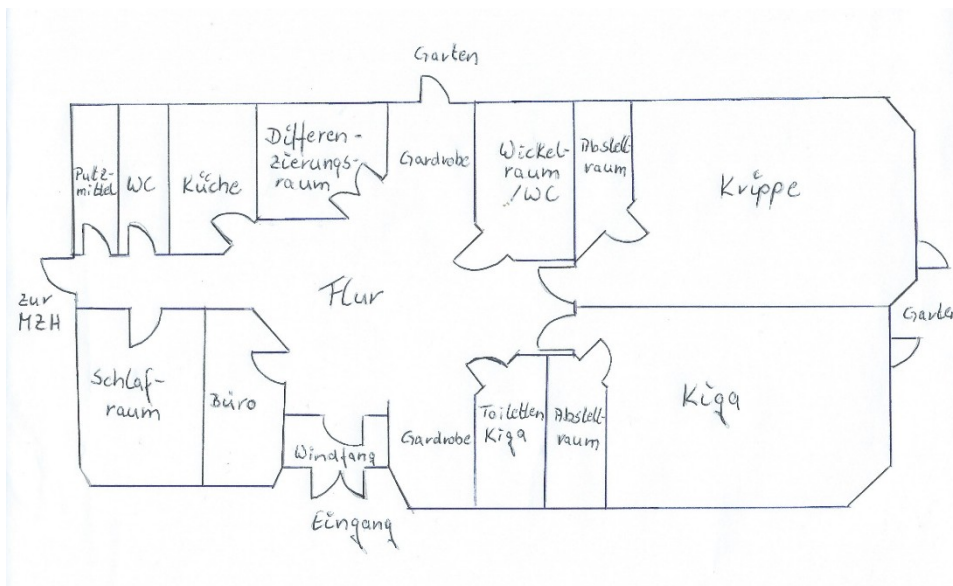 Garten
Putz-
mittel
WC
Küche
Differen-
zierungs-
raum
Gardrobe
Wickel-
raum
/WC
Abstell-
raum
Krippe
zur
MZH
Flur
Garten
Schlaf-
raum
Büro
Windfang
Eingang
Gardrobe
Toiletten
Kiga
Abstell-
raum
Kiga